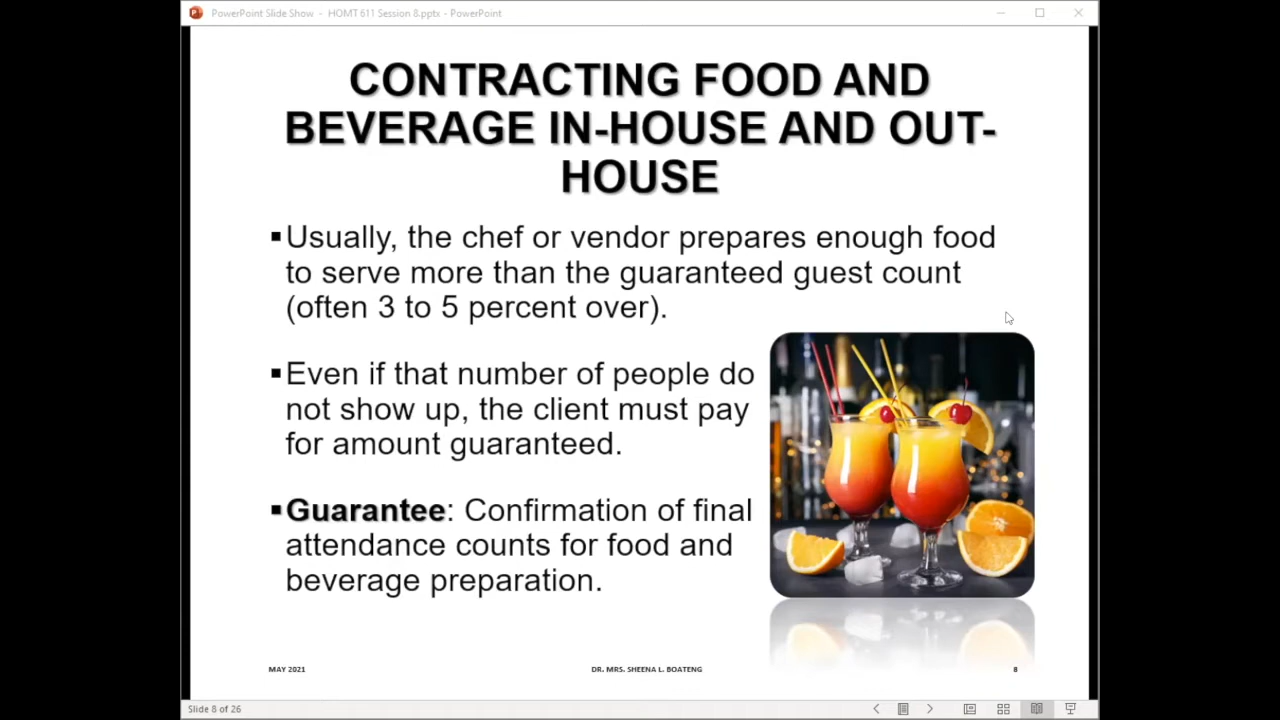 PowerPoint Slide Show - HOMT 611 Session 8.pptx - PowerPoint
CONTRACTING FOOD AND
BEVERAGE IN-HOUSE AND OUT-
HOUSE
▪Usually, the chef or vendor prepares enough food
to serve more than the guaranteed guest count
(often 3 to 5 percent over).
▪Even if that number of people do
not show up, the client must pay
for amount guaranteed.
▪Guarantee: Confirmation of final
attendance counts for food and
beverage preparation.
MAY 2021
DR. MRS. SHEENA L. BOATENG
8
Slide 8 of 26